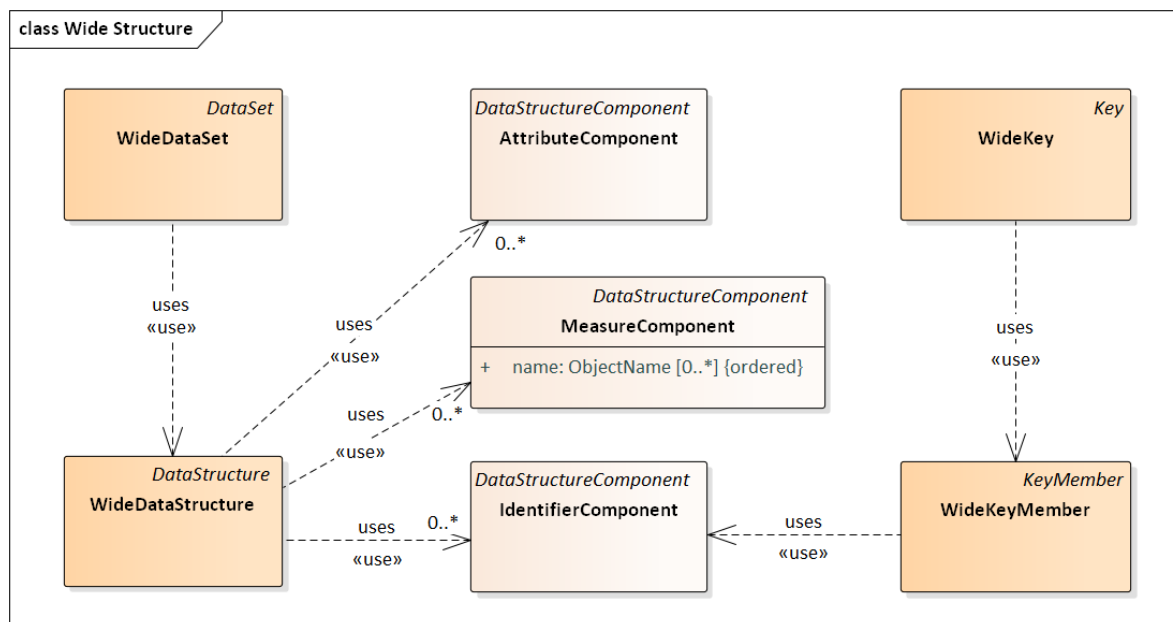 class Wide Structure
DataSet
WideDataSet
DataStructureComponent
AttributeComponent
Key
WideKey
0..*
DataStructureComponent
MeasureComponent
+ name: ObjectName [0..*] {ordered}
uses
«use»
uses
«use»
uses
«use»
uses
«use»
0..*
DataStructure
WideDataStructure
DataStructureComponent
IdentifierComponent
KeyMember
WideKeyMember
uses
«use»
0..*
uses
«use»